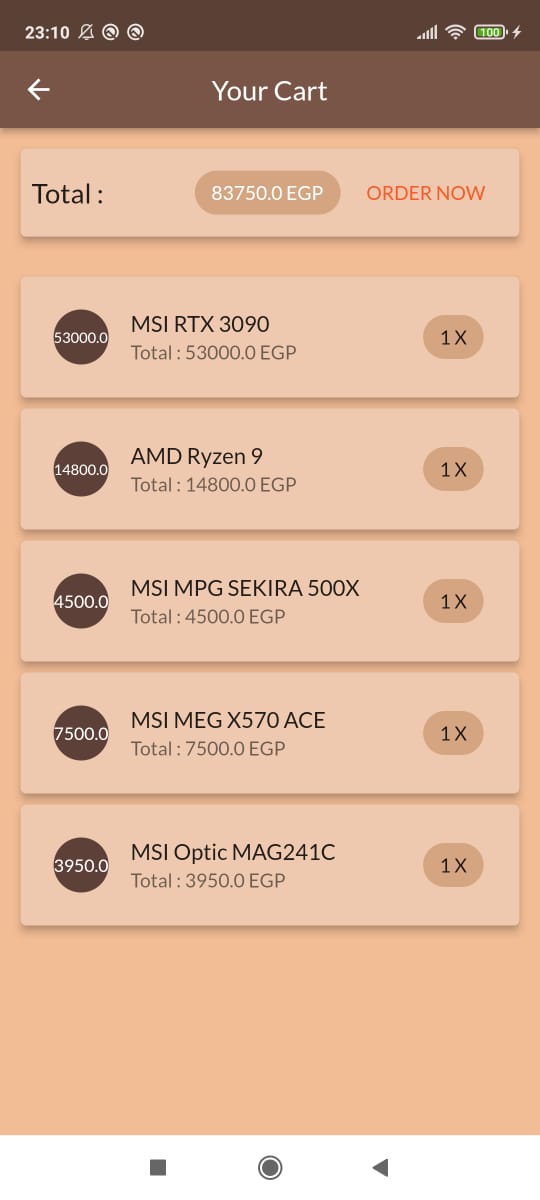 23:10
100
Your Cart
Total :
83750.0 EGP
ORDER NOW
53000.0
MSI RTX 3090
Total : 53000.0 EGP
1 X
14800.0
AMD Ryzen 9
Total : 14800.0 EGP
1 X
4500.0
MSI MPG SEKIRA 500X
Total : 4500.0 EGP
1 X
7500.0
MSI MEG X570 ACE
Total : 7500.0 EGP
1 X
3950.0
MSI Optic MAG241C
Total : 3950.0 EGP
1 X